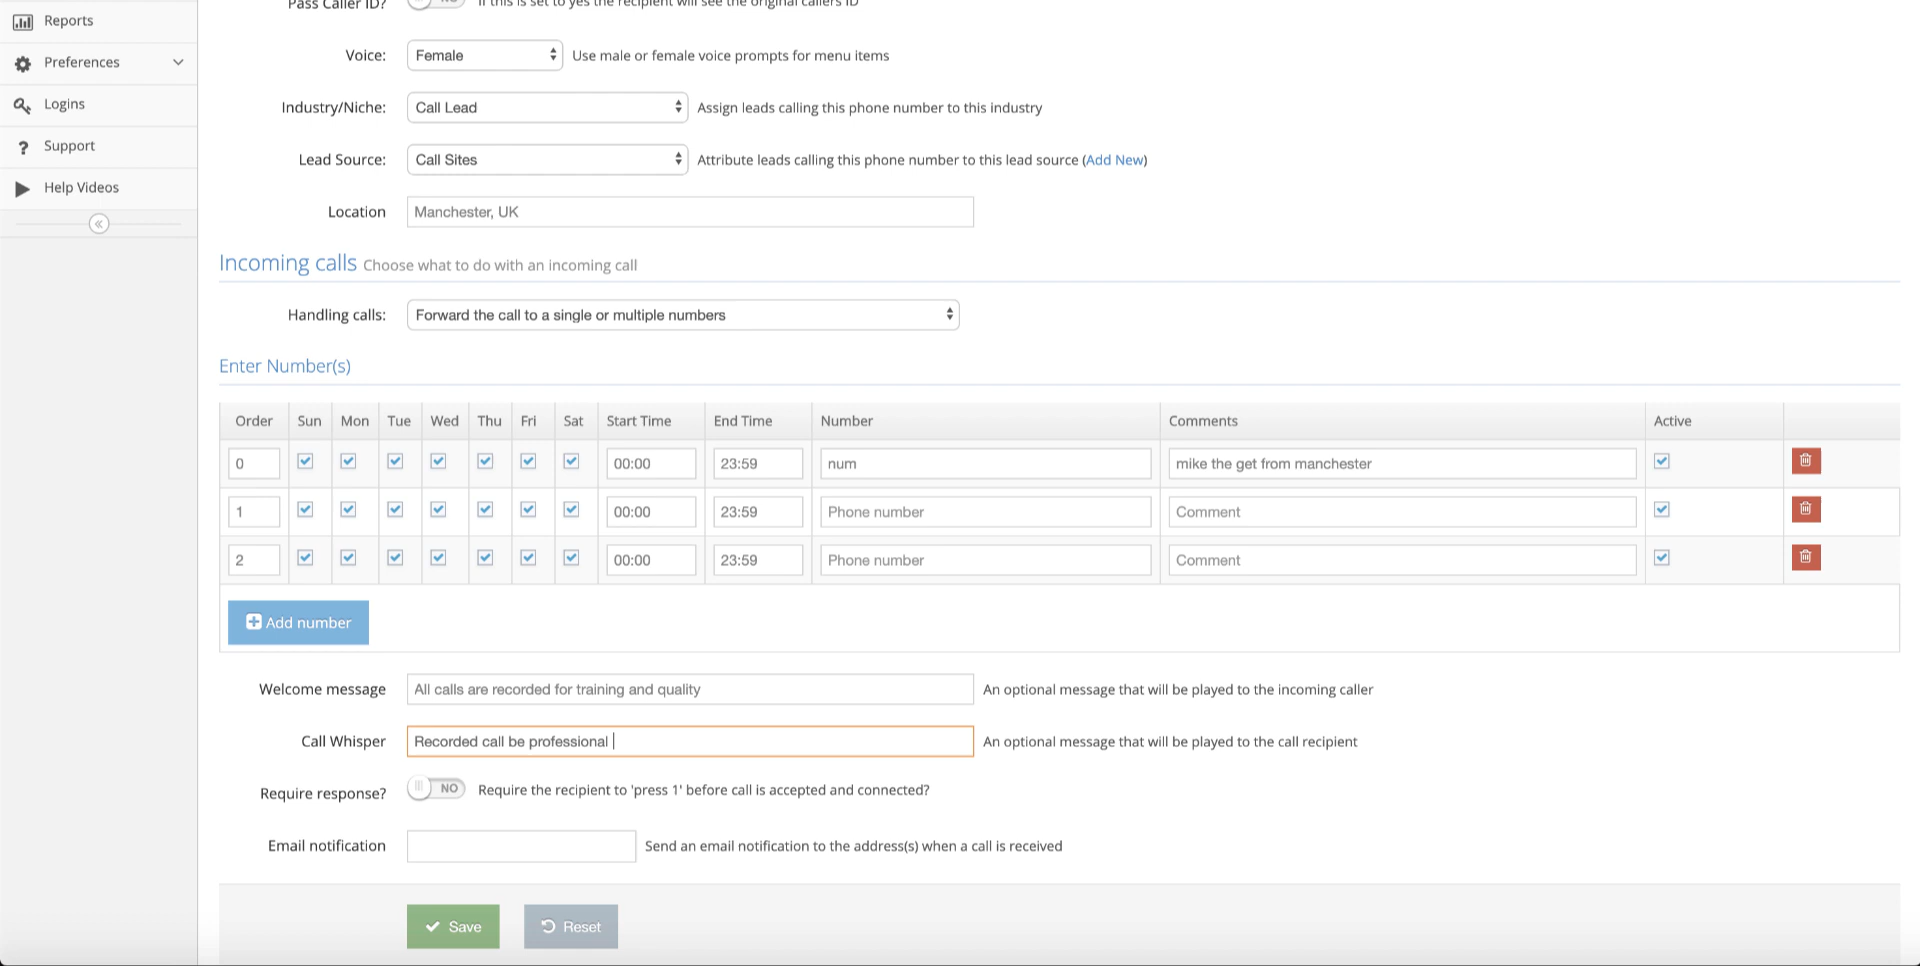 Reports
Preferences
Logins
Support
Help Videos
Pass Caller ID? NO If this is set to yes the recipient will see the original callers ID
Voice: Female Use male or female voice prompts for menu items
Industry/Niche: Call Lead Assign leads calling this phone number to this industry
Lead Source: Call Sites Attribute leads calling this phone number to this lead source (Add New)
Location Manchester, UK
Incoming calls Choose what to do with an incoming call
Handling calls: Forward the call to a single or multiple numbers
Enter Number(s)
Order Sun Mon Tue Wed Thu Fri Sat Start Time End Time Number Comments Active
0 00:00 23:59 num mike the get from manchester
1 00:00 23:59 Phone number Comment
2 00:00 23:59 Phone number Comment
Add number
Welcome message All calls are recorded for training and quality An optional message that will be played to the incoming caller
Call Whisper Recorded call be professional An optional message that will be played to the call recipient
Require response? NO Require the recipient to 'press 1' before call is accepted and connected?
Email notification Send an email notification to the address(s) when a call is received
Save Reset